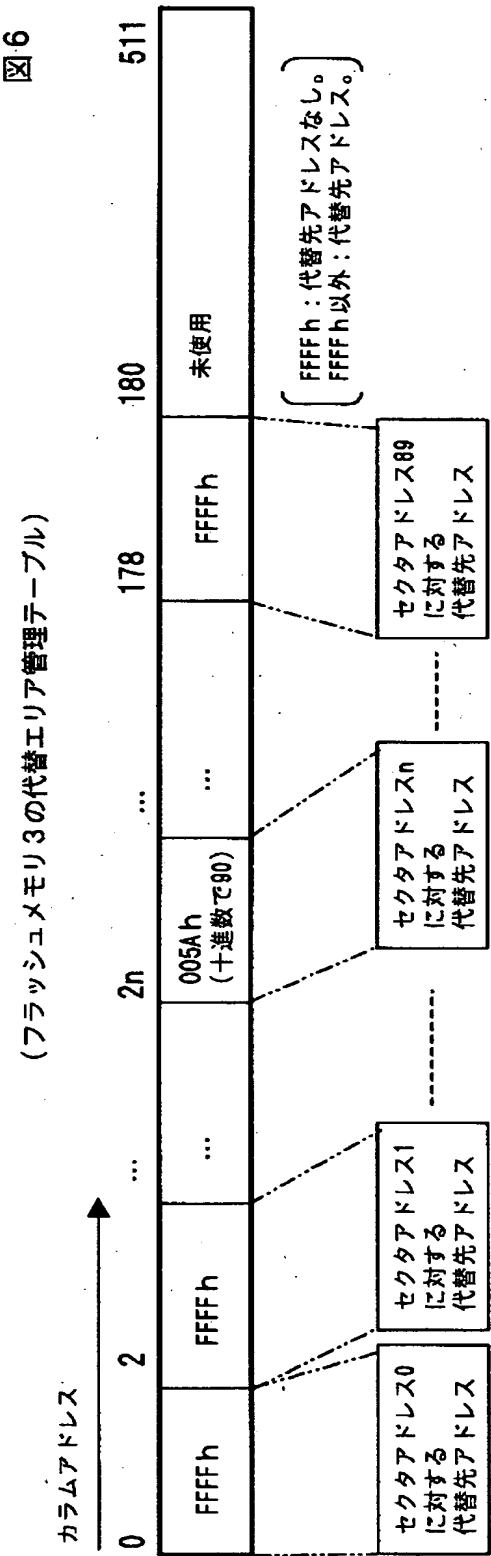 図6
(フラッシュメモリ3の代替エリア管理テーブル)
カラムアドレス
0 2 ... 2n ... 178 180 511
FFFFh FFFFh ... 005Ah ... FFFFh 未使用
(十進数で90)
FFFFh:代替先アドレスなし。
FFFFh以外:代替先アドレス。
セクタアドレス0
に対する
代替先アドレス
セクタアドレス1
に対する
代替先アドレス
セクタアドレスn
に対する
代替先アドレス
セクタアドレス89
に対する
代替先アドレス